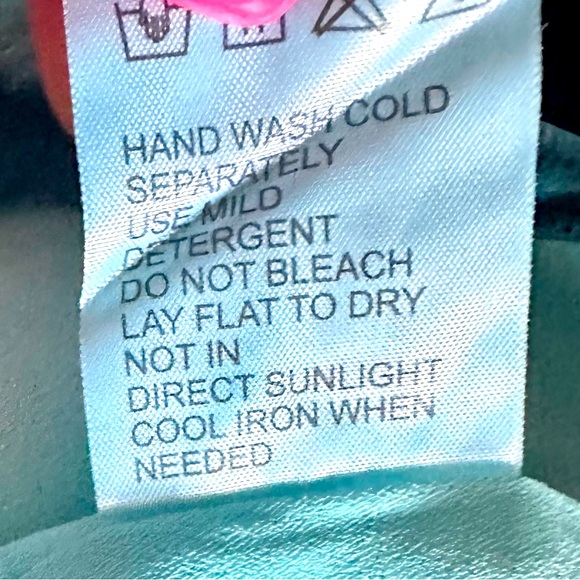 HAND WASH COLD
SEPARATELY
USE MILD
DETERGENT
DO NOT BLEACH
LAY FLAT TO DRY
NOT IN
DIRECT SUNLIGHT
COOL IRON WHEN
NEEDED